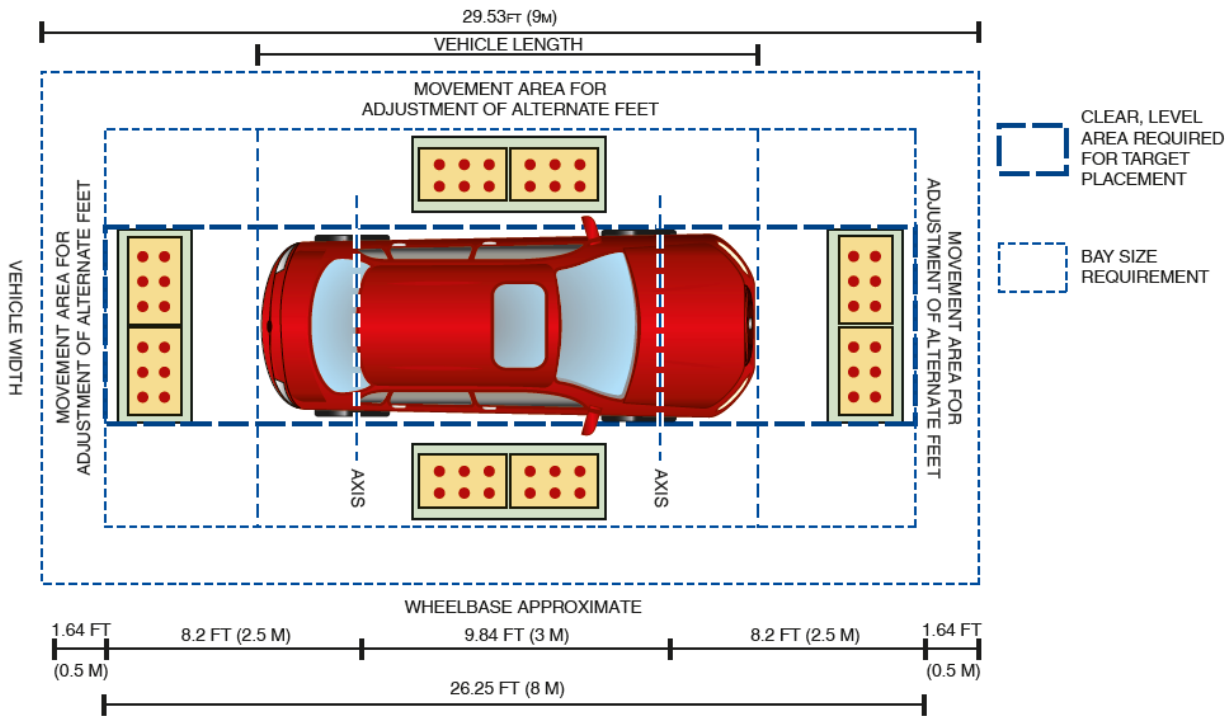 29.53FT (9M)
VEHICLE LENGTH
MOVEMENT AREA FOR
ADJUSTMENT OF ALTERNATE FEET
CLEAR, LEVEL
AREA REQUIRED
FOR TARGET
PLACEMENT
BAY SIZE
REQUIREMENT
VEHICLE WIDTH
MOVEMENT AREA FOR
ADJUSTMENT OF ALTERNATE FEET
MOVEMENT AREA FOR
ADJUSTMENT OF ALTERNATE FEET
AXIS
AXIS
WHEELBASE APPROXIMATE
1.64 FT
(0.5 M)
8.2 FT (2.5 M)
9.84 FT (3 M)
8.2 FT (2.5 M)
1.64 FT
(0.5 M)
26.25 FT (8 M)